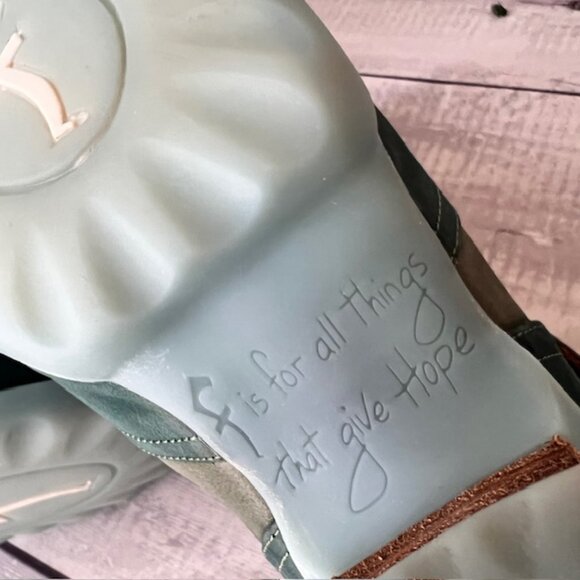 f is for all things
that give Hope